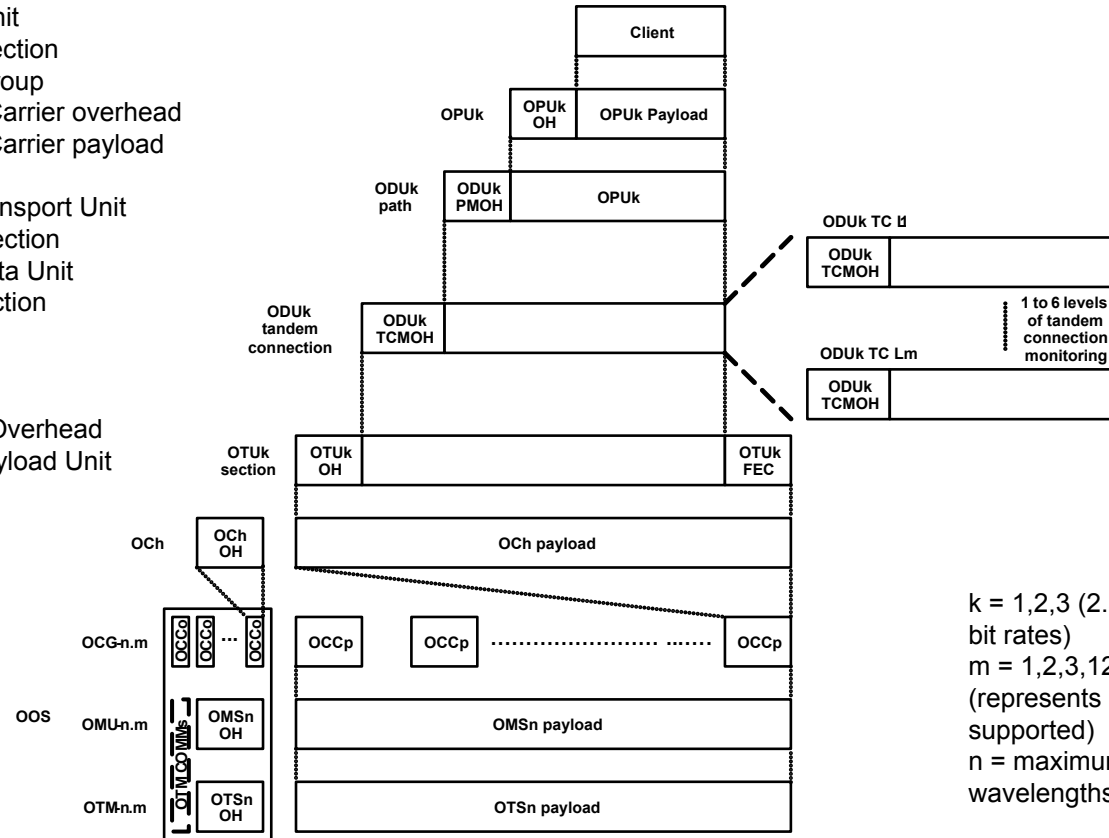 Client
ection
roup
Carrier overhead
Carrier payload
nsport Unit
ection
ta Unit
ction
Overhead
yload Unit
OPUk
OPUk
OH
OPUk Payload
ODUk
path
ODUk
PMOH
OPUk
ODUk
tandem
connection
ODUk
TCMOH
ODUk TC L1
ODUk
TCMOH
1 to 6 levels
of tandem
connection
monitoring
ODUk TC Lm
ODUk
TCMOH
OTUk
section
OTUk
OH
OTUk
FEC
OCh
OCh
OH
OCh payload
OCG-n.m
OCCo
OCCo
...
OCCo
OCCp
OCCp
OCCp
OOS
OMU-n.m
OTM COMMs
OMSn
OH
OMSn payload
OTM-n.m
OTSn
OH
OTSn payload
k = 1,2,3 (2.
bit rates)
m = 1,2,3,12
(represents
supported)
n = maximu
wavelengths